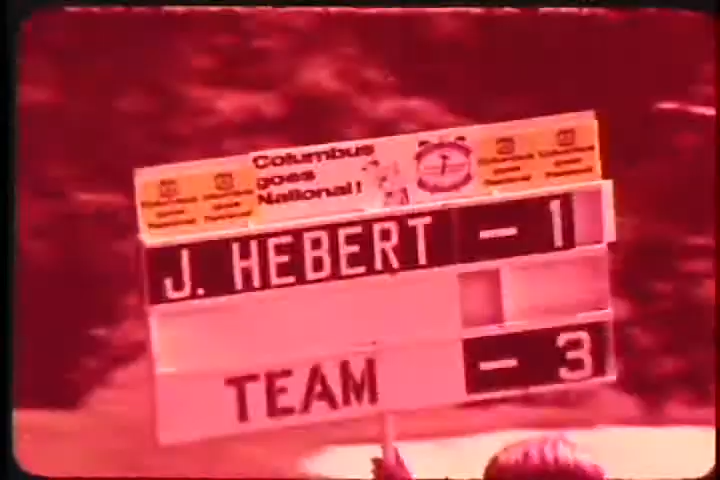 Columbus
goes
National!
J. HEBERT - 1
TEAM - 3